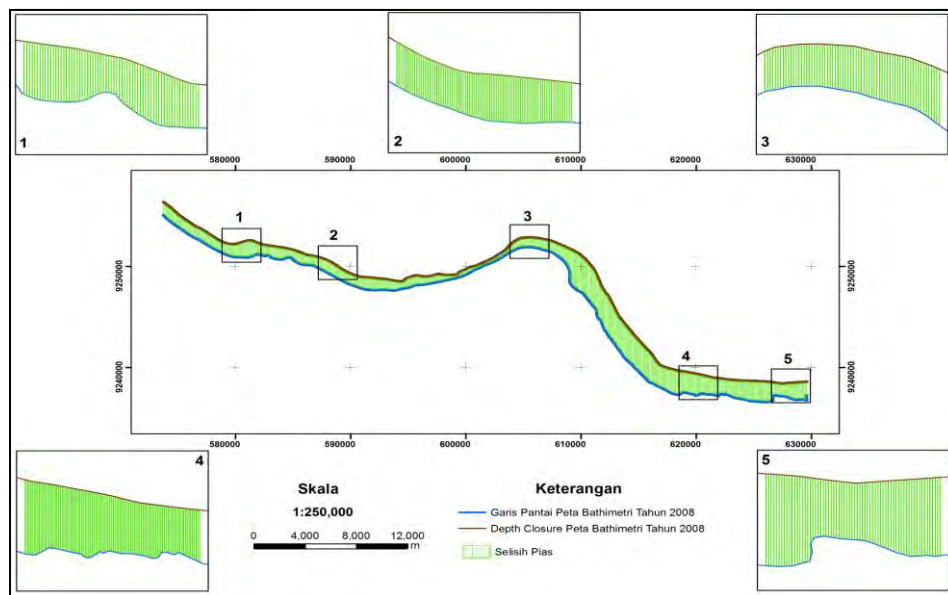 1
2
3
580000 590000 600000 610000 620000 630000
1
2
3
4
5
9250000
9240000
9250000
9240000
580000 590000 600000 610000 620000 630000
4
5
Skala
1:250,000
0 4,000 8,000 12,000
m
Keterangan
Garis Pantai Peta Bathimetri Tahun 2008
Depth Closure Peta Bathimetri Tahun 2008
Selisih Pias